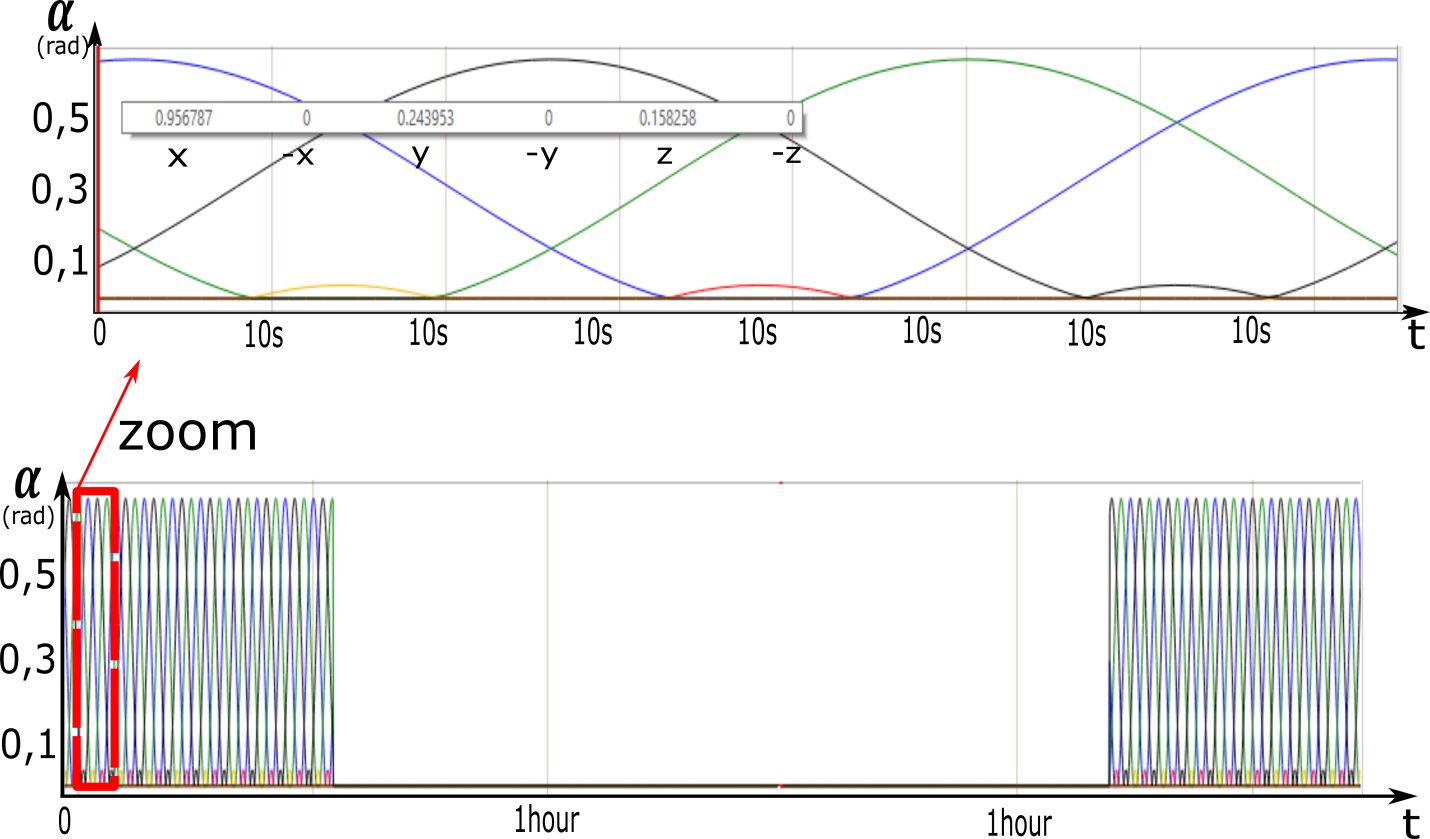 α
(rad)
0,5
0.956787 0 0.243953 0 0.158258 0
x -x y -y z -z
0,3
0,1
0 10s 10s 10s 10s 10s 10s 10s t
zoom
α
(rad)
0,5
0,3
0,1
0 1hour 1hour t